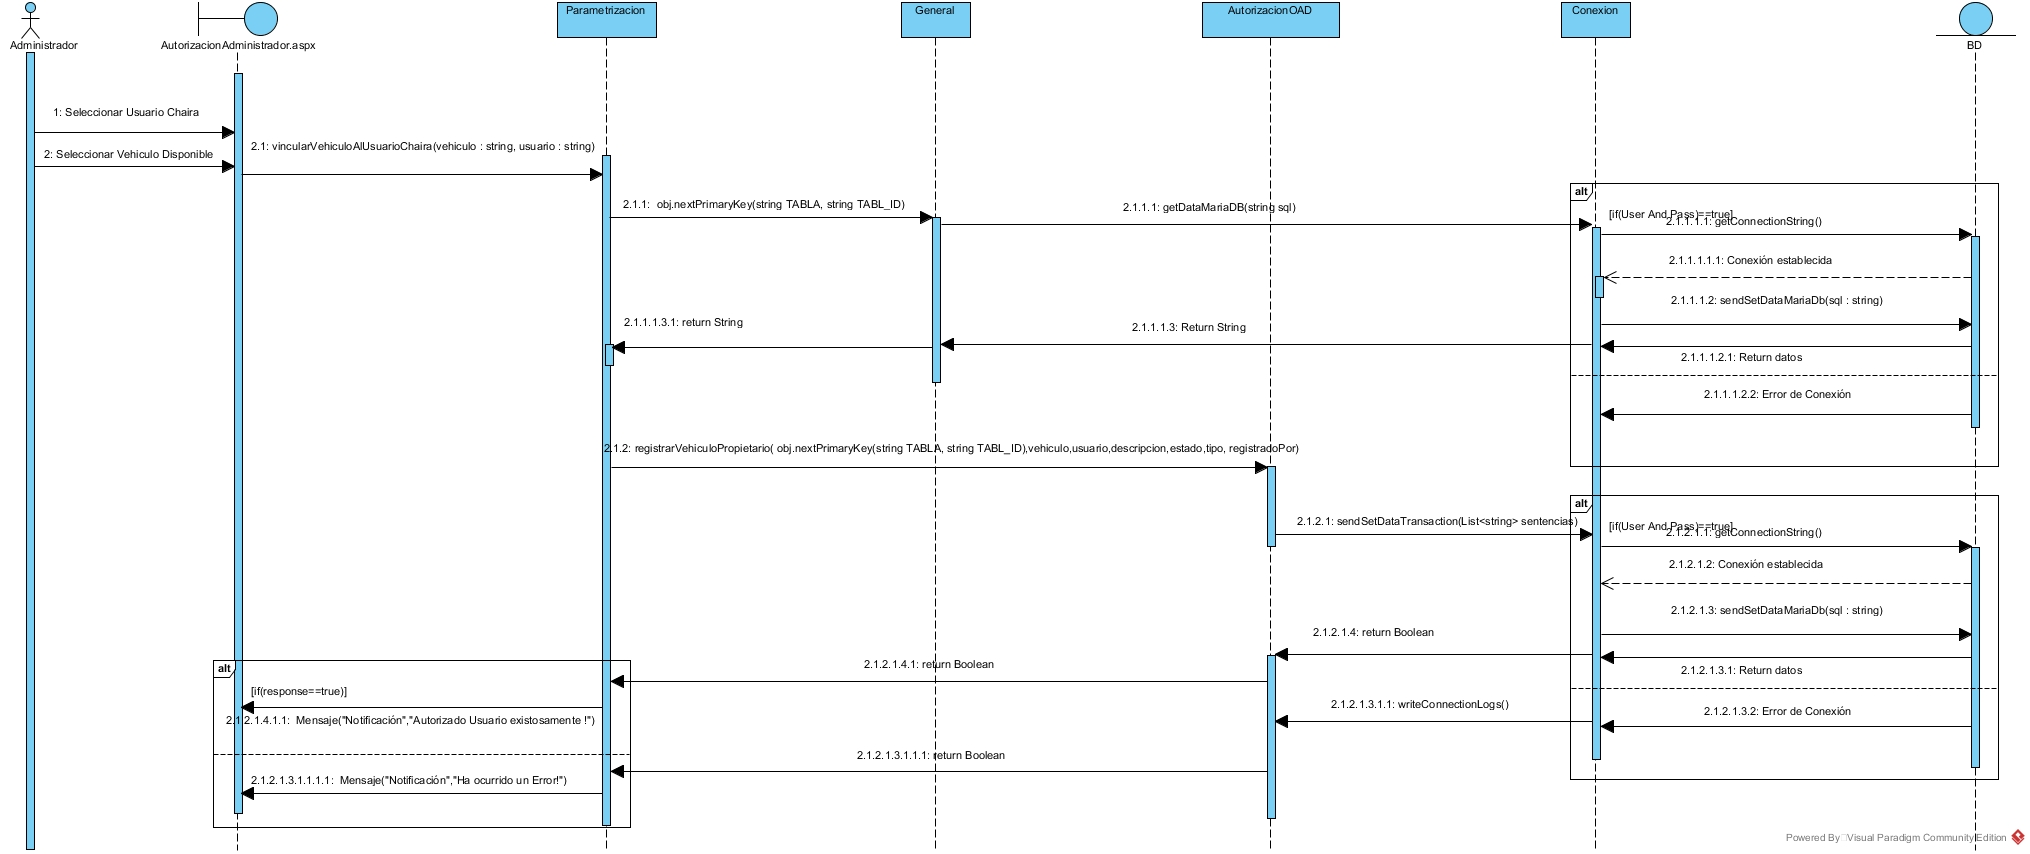 Administrador
AutorizacionAdministrador.aspx
Parametrizacion
General
AutorizacionOAD
Conexion
BD
1: Seleccionar Usuario Chaira
2: Seleccionar Vehiculo Disponible
2.1: vincularVehiculoAlUsuarioChaira(vehiculo : string, usuario : string)
2.1.1:  obj.nextPrimaryKey(string TABLA, string TABL_ID)
2.1.1.1: getDataMariaDB(string sql)
alt
[if(User And Pass)==true]
2.1.1.1.1: getConnectionString()
2.1.1.1.1.1: Conexión establecida
2.1.1.1.2: sendSetDataMariaDb(sql : string)
2.1.1.1.3.1: return String
2.1.1.1.3: Return String
2.1.1.1.2.1: Return datos
2.1.1.1.2.2: Error de Conexión
2.1.2: registrarVehiculoPropietario( obj.nextPrimaryKey(string TABLA, string TABL_ID),vehiculo,usuario,descripcion,estado,tipo, registradoPor)
alt
2.1.2.1: sendSetDataTransaction(List<string> sentencias)
[if(User And Pass)==true]
2.1.2.1.1: getConnectionString()
2.1.2.1.2: Conexión establecida
2.1.2.1.3: sendSetDataMariaDb(sql : string)
2.1.2.1.4: return Boolean
2.1.2.1.4.1: return Boolean
2.1.2.1.3.1: Return datos
alt
[if(response==true)]
2.1.2.1.4.1.1:  Mensaje("Notificación","Autorizado Usuario existosamente !")
2.1.2.1.3.1.1: writeConnectionLogs()
2.1.2.1.3.2: Error de Conexión
2.1.2.1.3.1.1.1: return Boolean
2.1.2.1.3.1.1.1.1:  Mensaje("Notificación","Ha ocurrido un Error!")
Powered By Visual Paradigm Community Edition